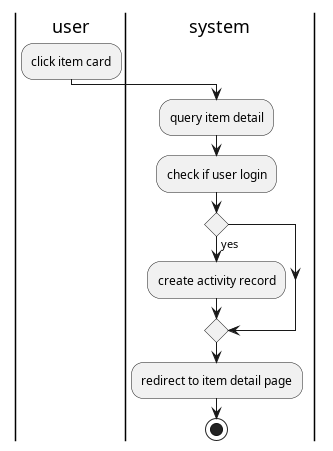 user
system
click item card
query item detail
check if user login
yes
create activity record
redirect to item detail page